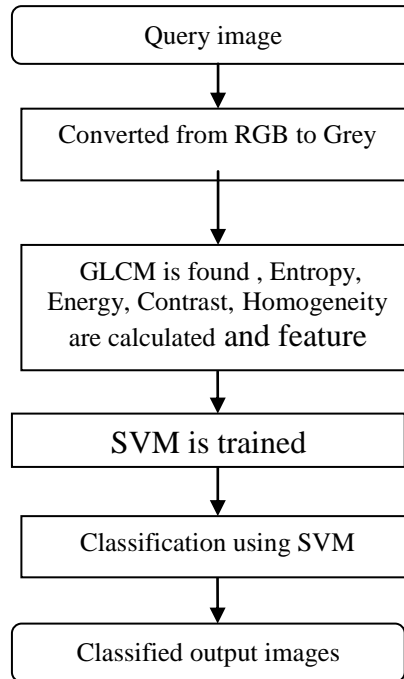 Query image
Converted from RGB to Grey
GLCM is found , Entropy,
Energy, Contrast, Homogeneity
are calculated and feature
SVM is trained
Classification using SVM
Classified output images